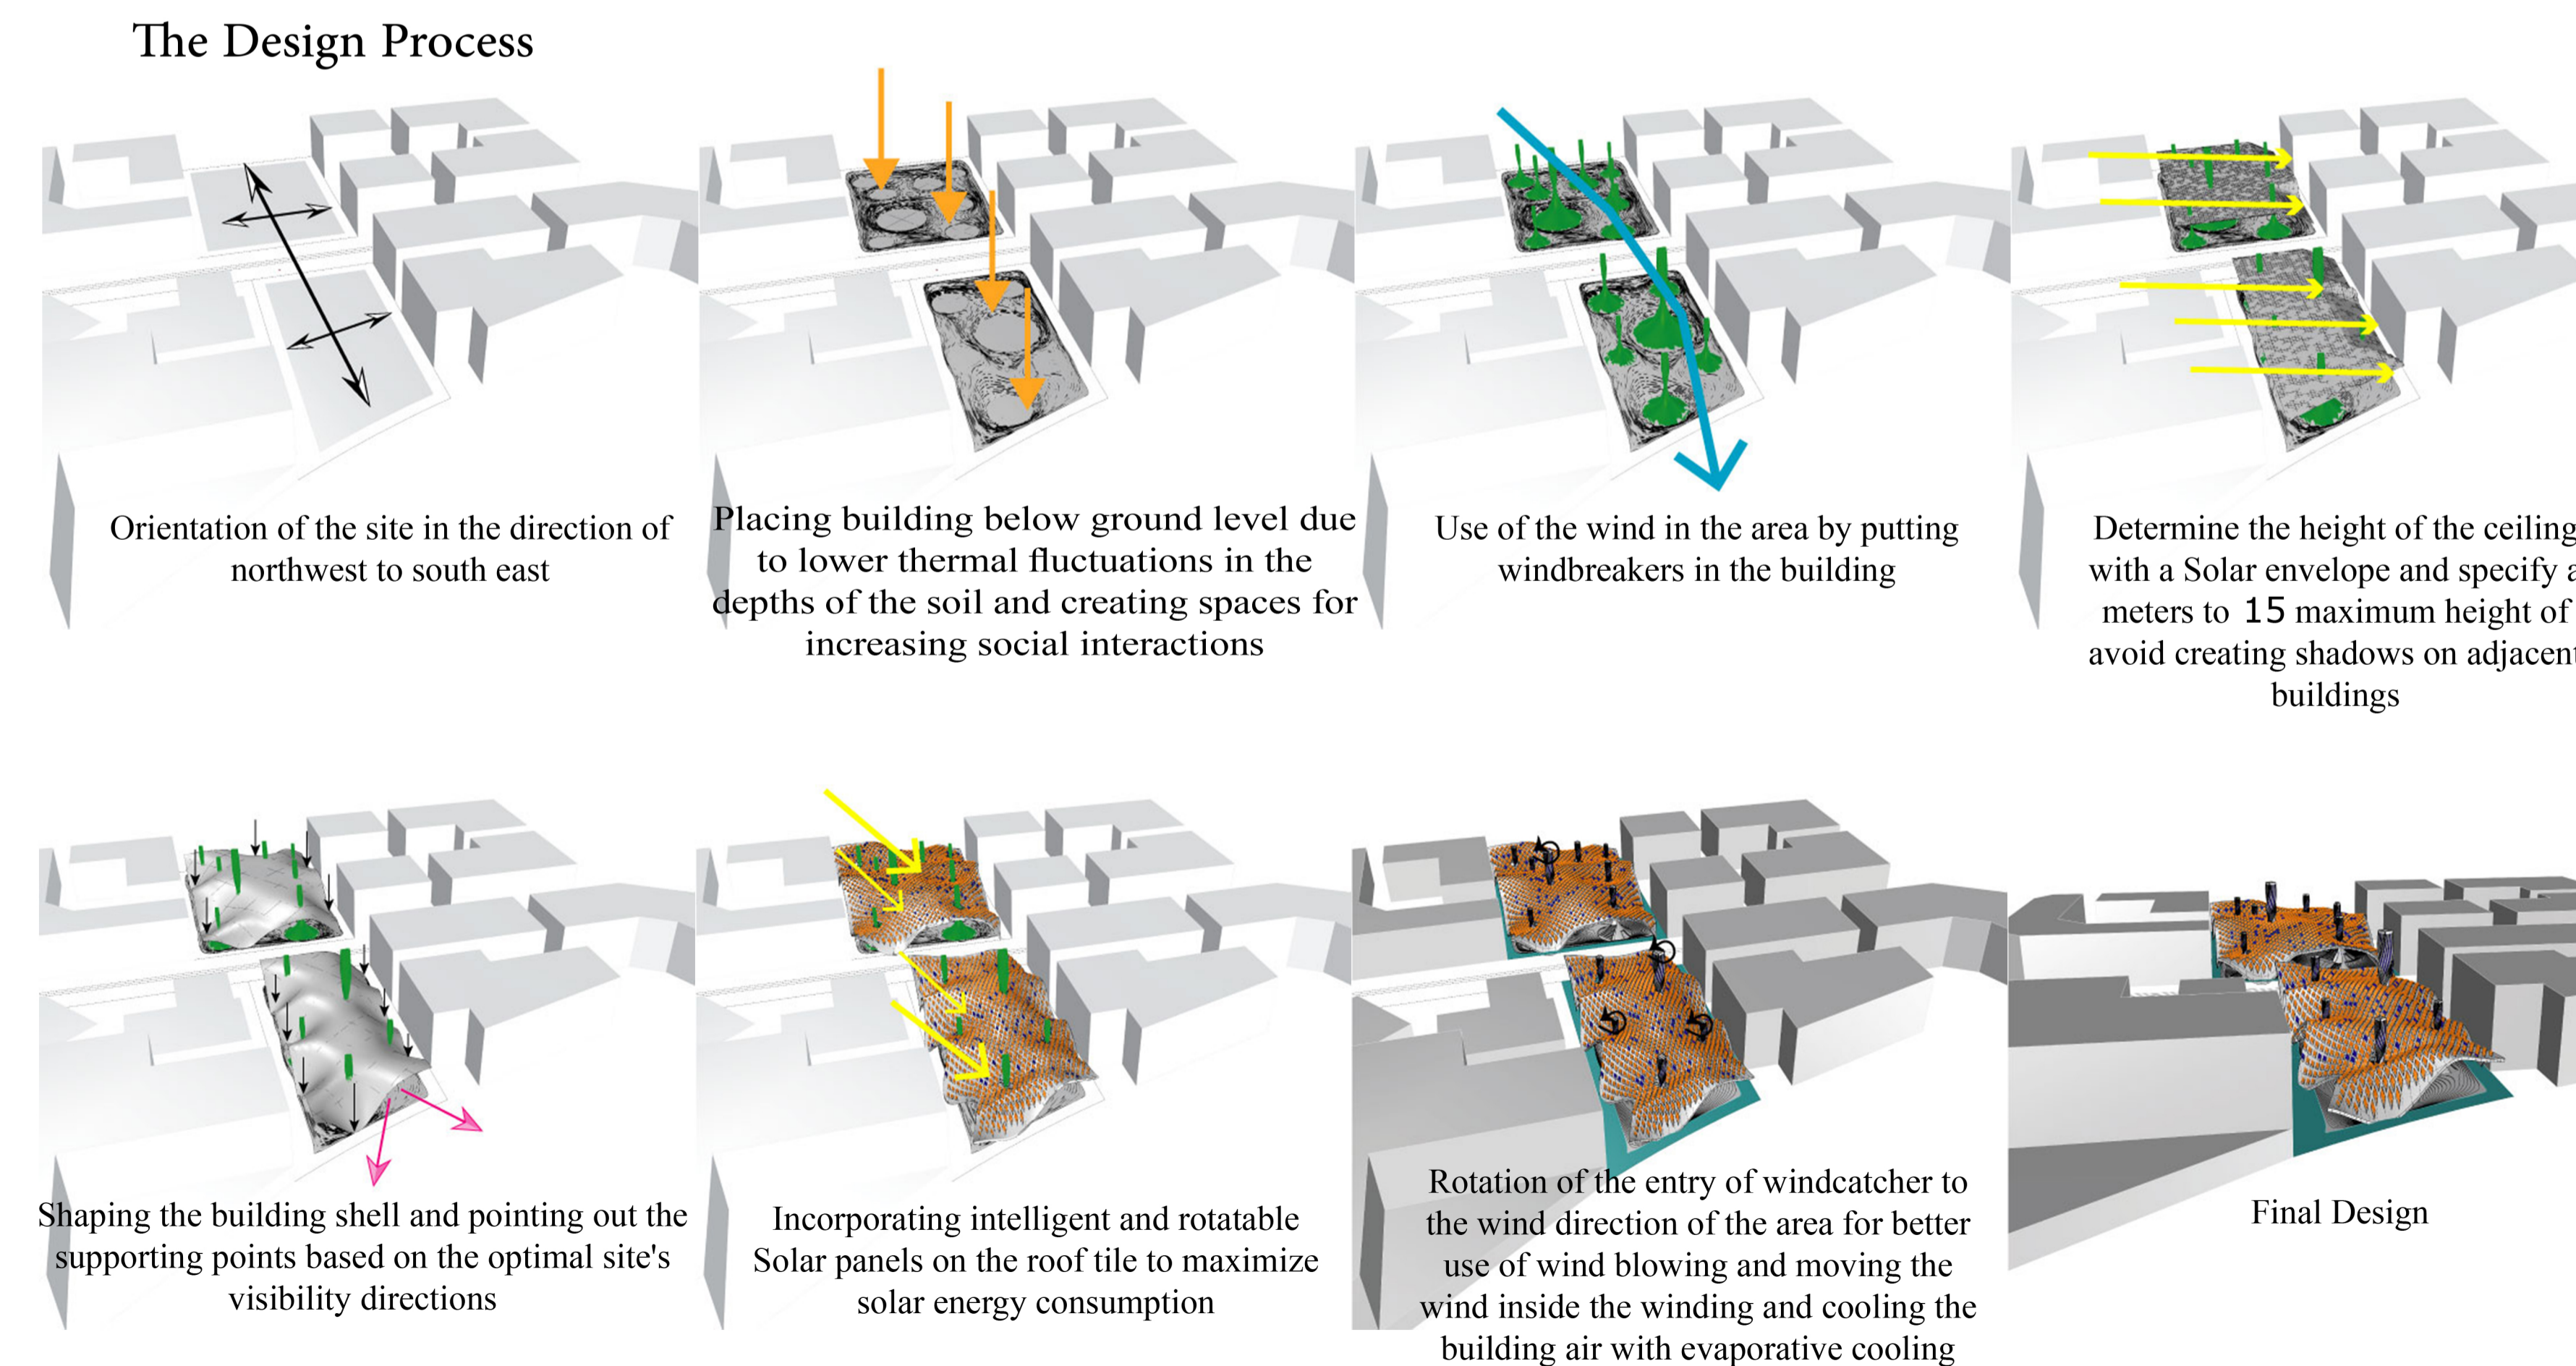 The Design Process
Orientation of the site in the direction of
northwest to south east
Placing building below ground level due
to lower thermal fluctuations in the
depths of the soil and creating spaces for
increasing social interactions
Use of the wind in the area by putting
windbreakers in the building
Determine the height of the ceiling
with a Solar envelope and specify a
meters to 15 maximum height of
avoid creating shadows on adjacent
buildings
Shaping the building shell and pointing out the
supporting points based on the optimal site's
visibility directions
Incorporating intelligent and rotatable
Solar panels on the roof tile to maximize
solar energy consumption
Rotation of the entry of windcatcher to
the wind direction of the area for better
use of wind blowing and moving the
wind inside the winding and cooling the
building air with evaporative cooling
Final Design